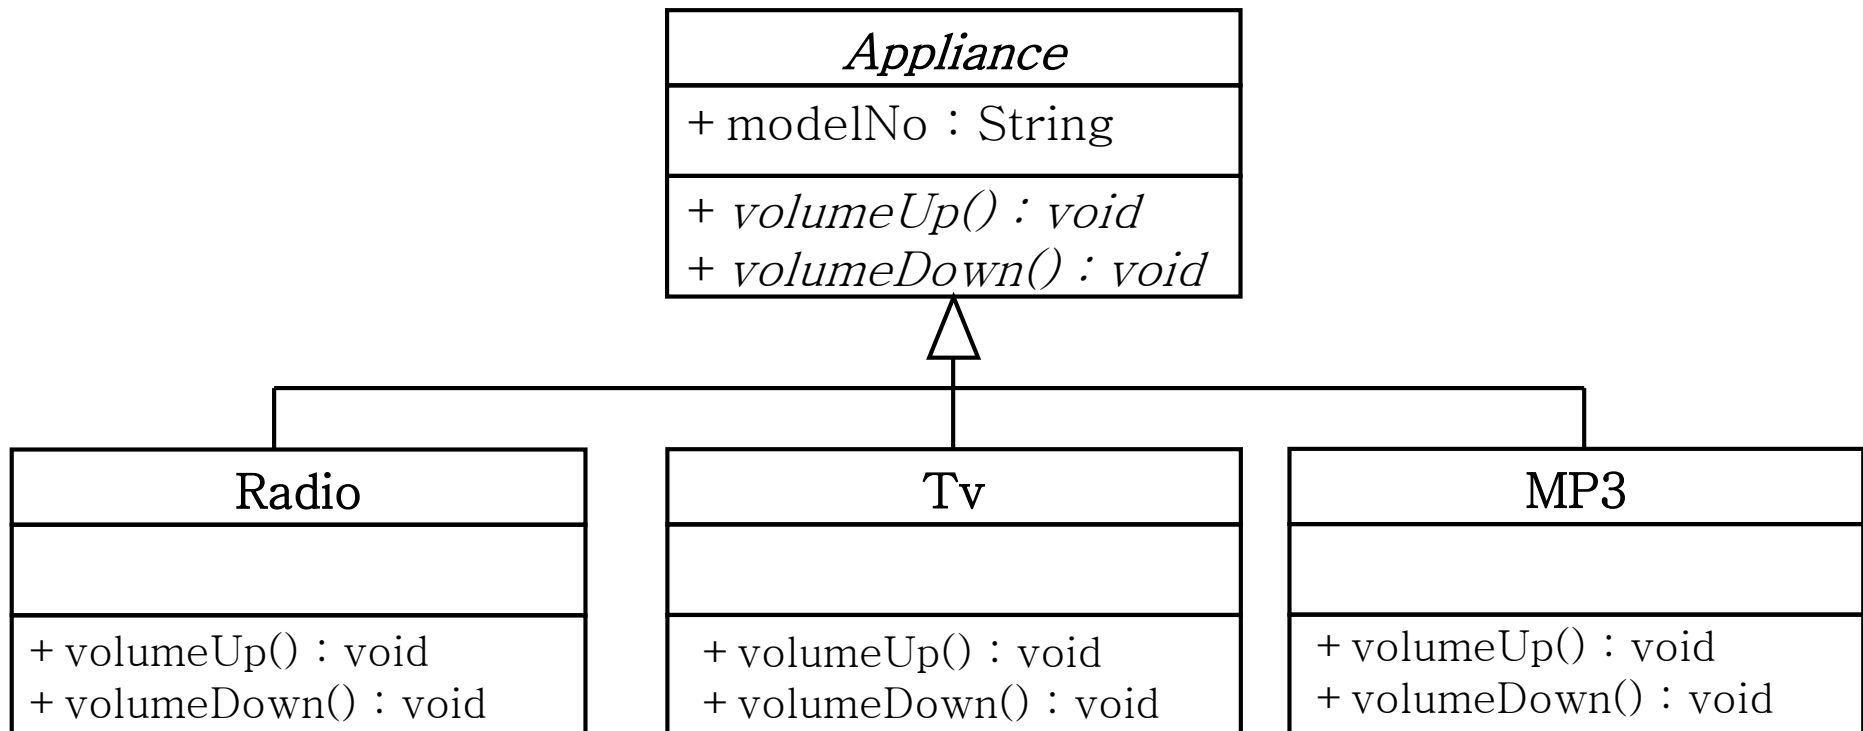 Appliance
+ modelNo : String
+ volumeUp() : void
+ volumeDown() : void
Radio
+ volumeUp() : void
+ volumeDown() : void
Tv
+ volumeUp() : void
+ volumeDown() : void
MP3
+ volumeUp() : void
+ volumeDown() : void